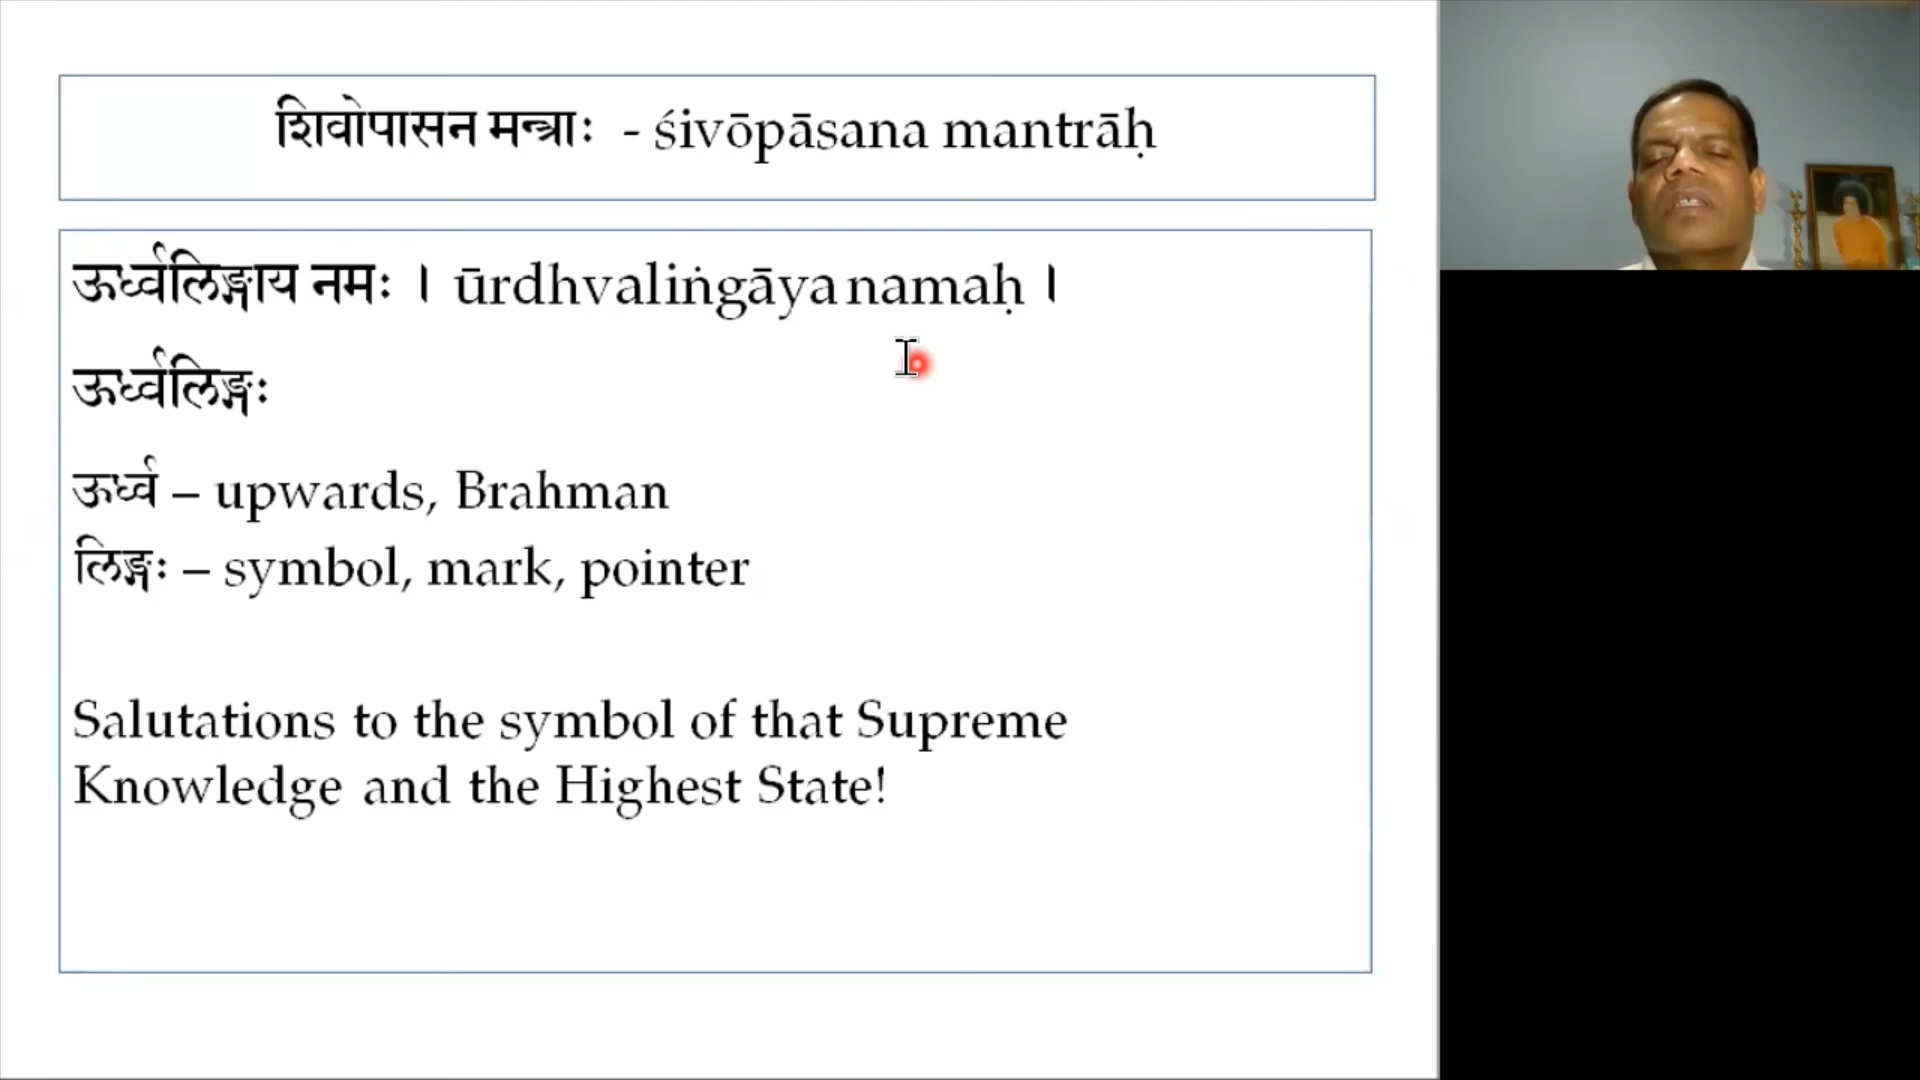 शिवोपासन मन्त्राः - śivōpāsana mantrāḥ
ऊर्ध्वलिङ्गाय नमः । ūrdhvaliṅgāya namaḥ ।
ऊर्ध्वलिङ्गः
ऊर्ध्व – upwards, Brahman
लिङ्गः – symbol, mark, pointer
Salutations to the symbol of that Supreme
Knowledge and the Highest State!